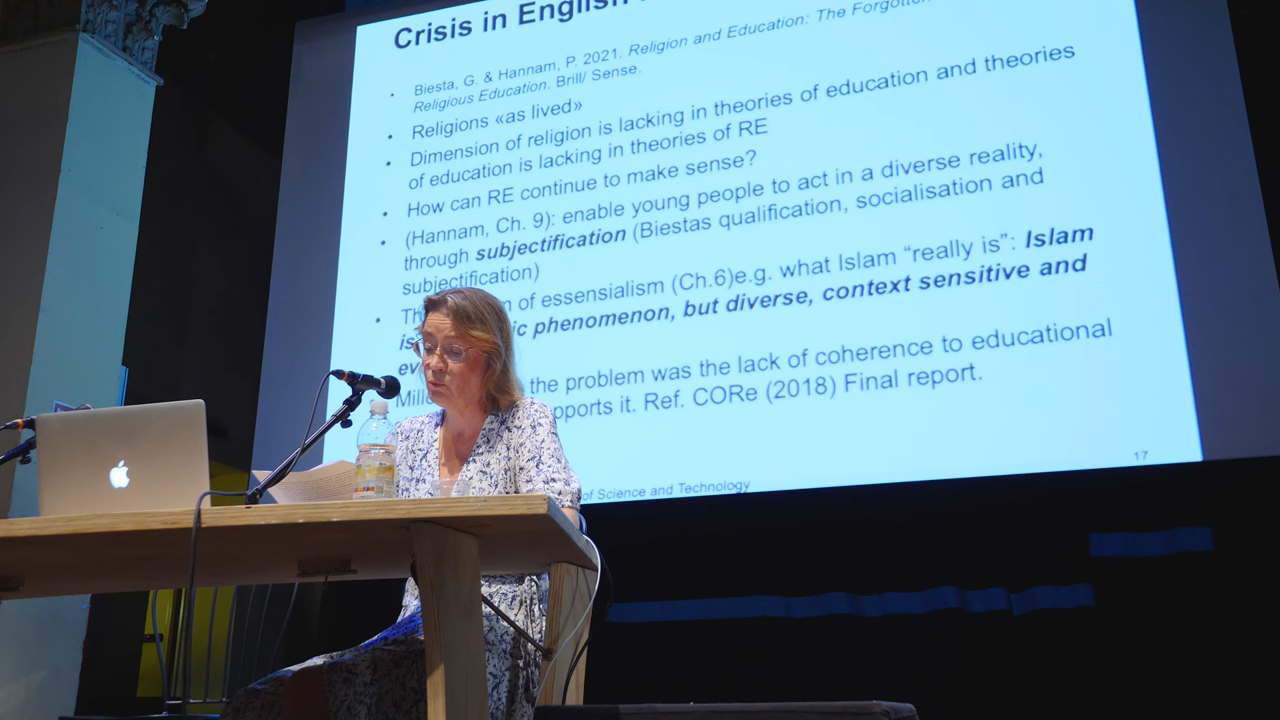 Crisis in English
Biesta, G. & Hannam, P. 2021. Religion and Education: The Forgotten
Religious Education. Brill/ Sense.
• Religions «as lived»
• Dimension of religion is lacking in theories of education and theories
of education is lacking in theories of RE
• How can RE continue to make sense?
• (Hannam, Ch. 9): enable young people to act in a diverse reality,
through subjectification (Biestas qualification, socialisation and
subjectification)
• of essensialism (Ch.6)e.g. what Islam “really is”: Islam
phenomenon, but diverse, context sensitive and
the problem was the lack of coherence to educational
it. Ref. CORe (2018) Final report.
17
of Science and Technology